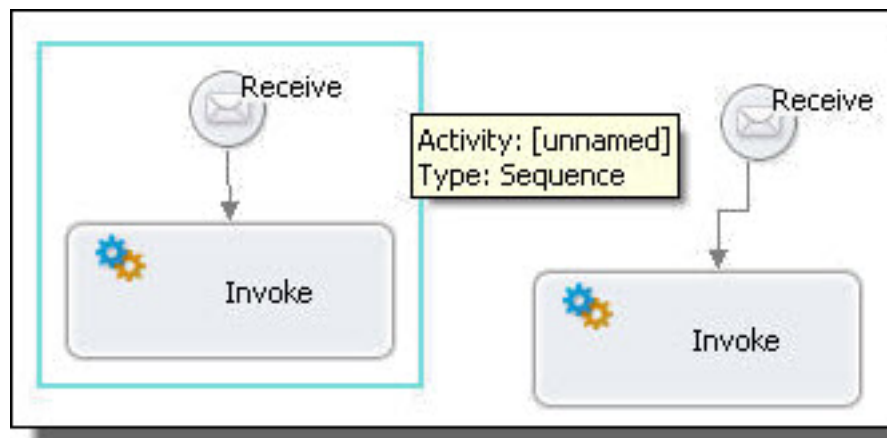 Receive
Activity: [unnamed]
Type: Sequence
Invoke
Receive
Invoke